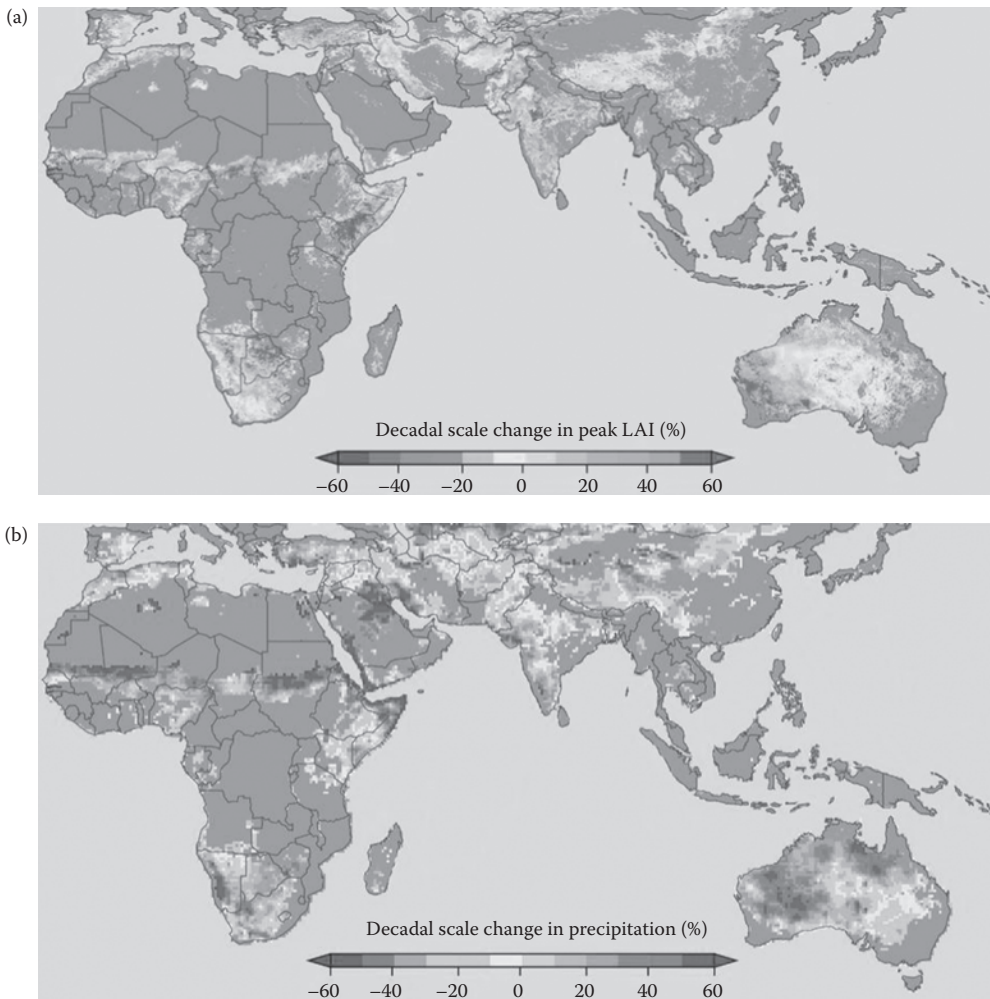 (a)
Decadal scale change in peak LAI (%)
−60 −40 −20 0 20 40 60
(b)
Decadal scale change in precipitation (%)
−60 −40 −20 0 20 40 60